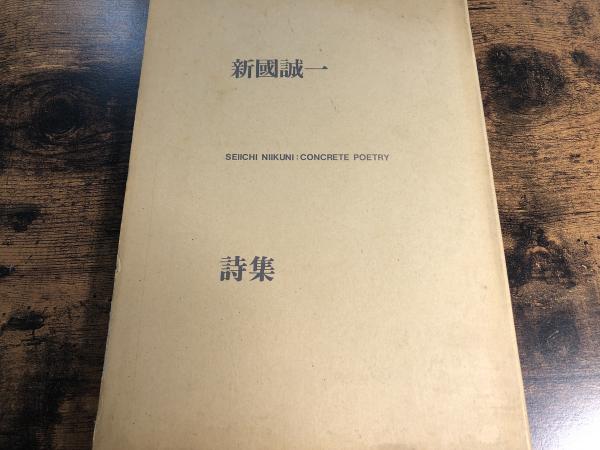 新國誠一
SEIICHI NIIKUNI:CONCRETE POETRY
詩集